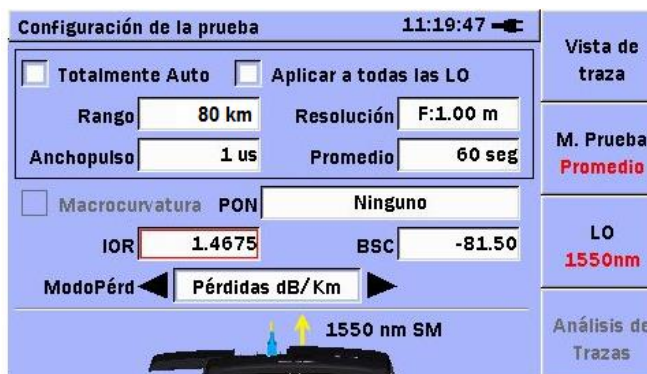 Configuración de la prueba 11:19:47
Totalmente Auto Aplicar a todas las LO
Rango 80 km Resolución F:1.00 m
Anchopulso 1 us Promedio 60 seg
Macrocurvatura PON Ninguno
IOR 1.4675 BSC -81.50
ModoPérd Pérdidas dB/Km
1550 nm SM
Vista de
traza
M. Prueba
Promedio
LO
1550nm
Análisis de
Trazas